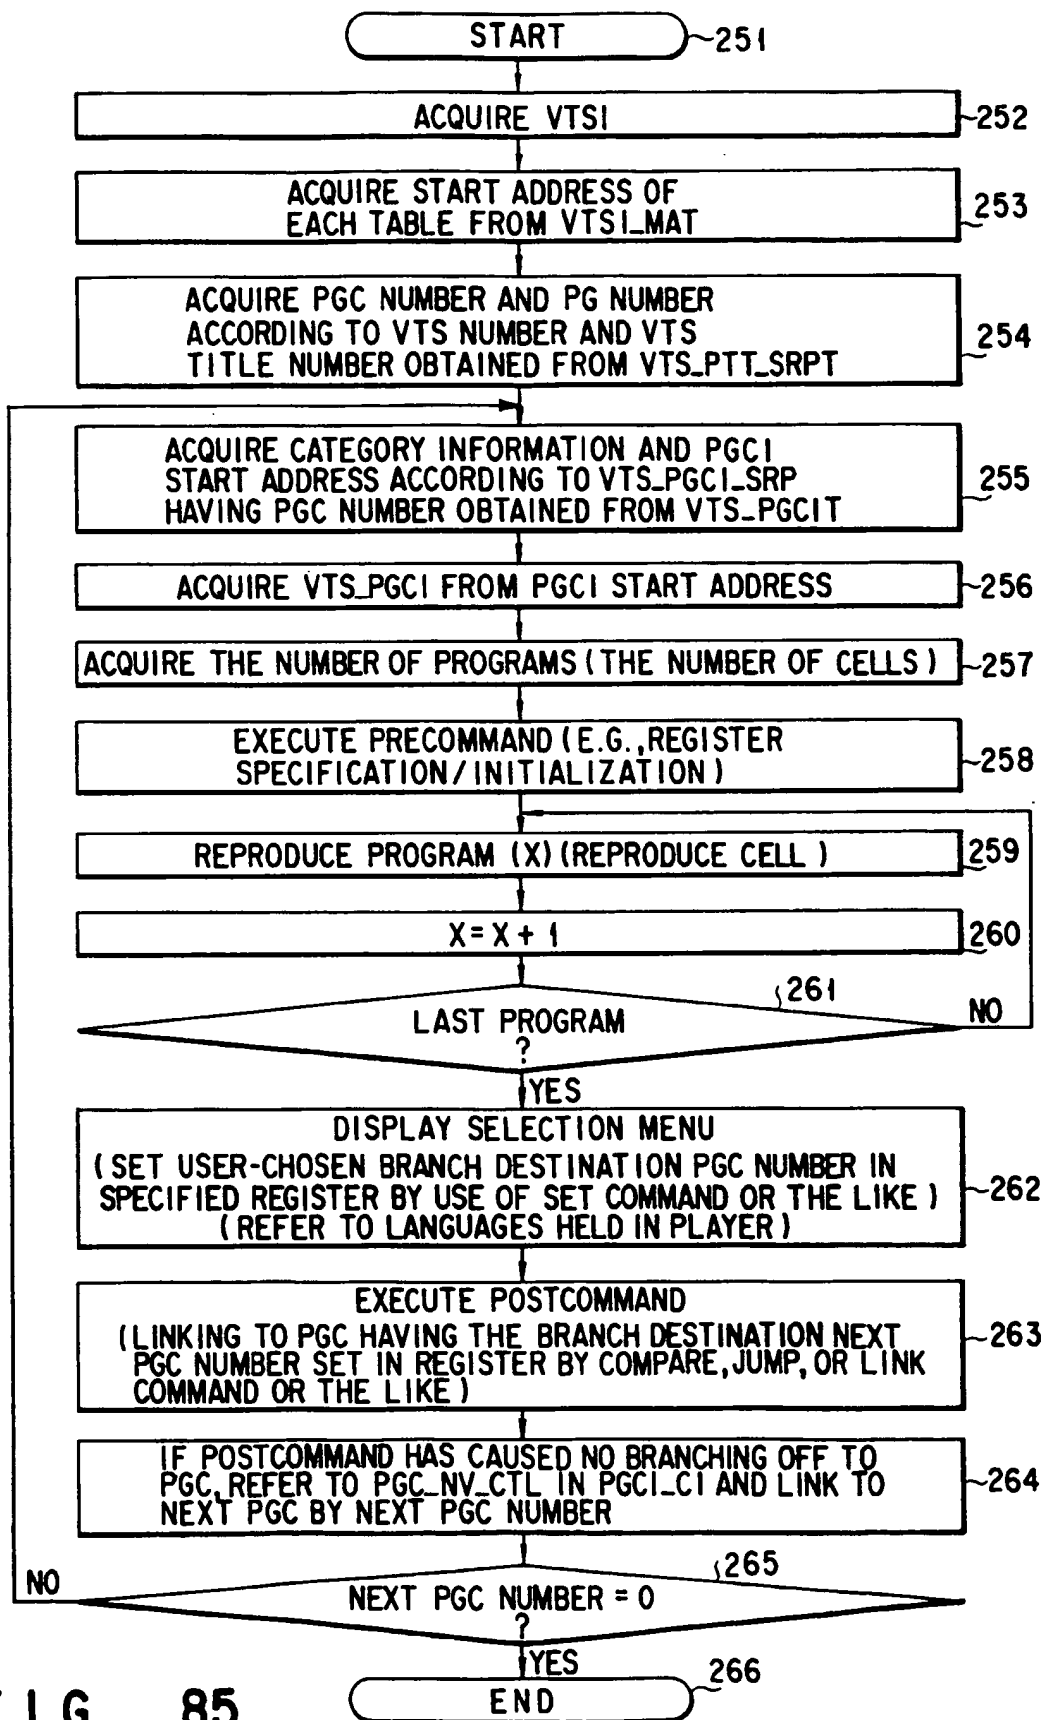 START 251
ACQUIRE VTSI 252
ACQUIRE START ADDRESS OF
EACH TABLE FROM VTSI_MAT 253
ACQUIRE PGC NUMBER AND PG NUMBER
ACCORDING TO VTS NUMBER AND VTS 254
TITLE NUMBER OBTAINED FROM VTS_PTT_SRPT
ACQUIRE CATEGORY INFORMATION AND PGCI
START ADDRESS ACCORDING TO VTS_PGCI_SRP 255
HAVING PGC NUMBER OBTAINED FROM VTS_PGCIT
ACQUIRE VTS_PGCI FROM PGCI START ADDRESS 256
ACQUIRE THE NUMBER OF PROGRAMS (THE NUMBER OF CELLS) 257
EXECUTE PRECOMMAND (E.G., REGISTER
SPECIFICATION/INITIALIZATION) 258
REPRODUCE PROGRAM (X) (REPRODUCE CELL) 259
X = X + 1 260
261
LAST PROGRAM NO
?
YES
DISPLAY SELECTION MENU
(SET USER-CHOSEN BRANCH DESTINATION PGC NUMBER IN
SPECIFIED REGISTER BY USE OF SET COMMAND OR THE LIKE) 262
(REFER TO LANGUAGES HELD IN PLAYER)
EXECUTE POSTCOMMAND
(LINKING TO PGC HAVING THE BRANCH DESTINATION NEXT 263
PGC NUMBER SET IN REGISTER BY COMPARE, JUMP, OR LINK
COMMAND OR THE LIKE)
IF POSTCOMMAND HAS CAUSED NO BRANCHING OFF TO
PGC, REFER TO PGC_NV_CTL IN PGCI_CI AND LINK TO 264
NEXT PGC BY NEXT PGC NUMBER
265
NO NEXT PGC NUMBER = 0
?
YES
END 266
IG 85